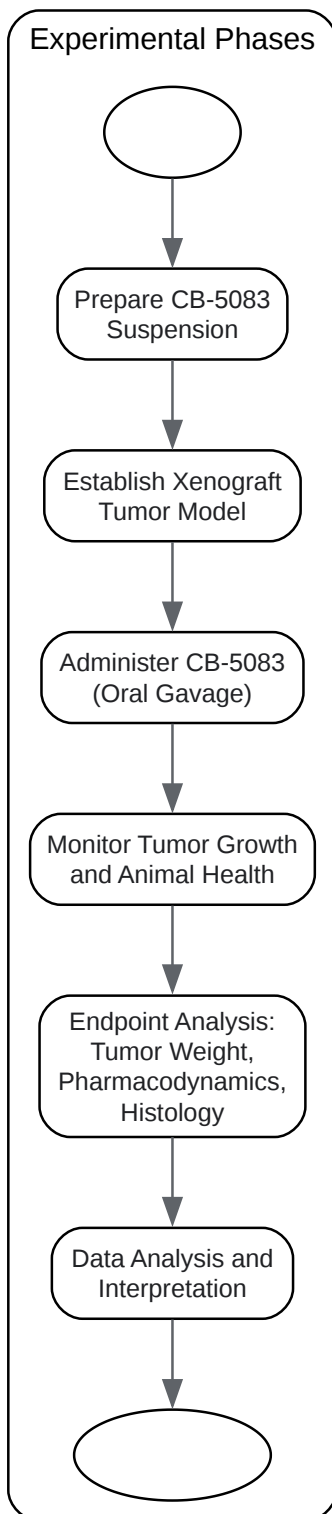 Experimental Phases
Prepare CB-5083
Suspension
Establish Xenograft
Tumor Model
Administer CB-5083
(Oral Gavage)
Monitor Tumor Growth
and Animal Health
Endpoint Analysis:
Tumor Weight,
Pharmacodynamics,
Histology
Data Analysis and
Interpretation